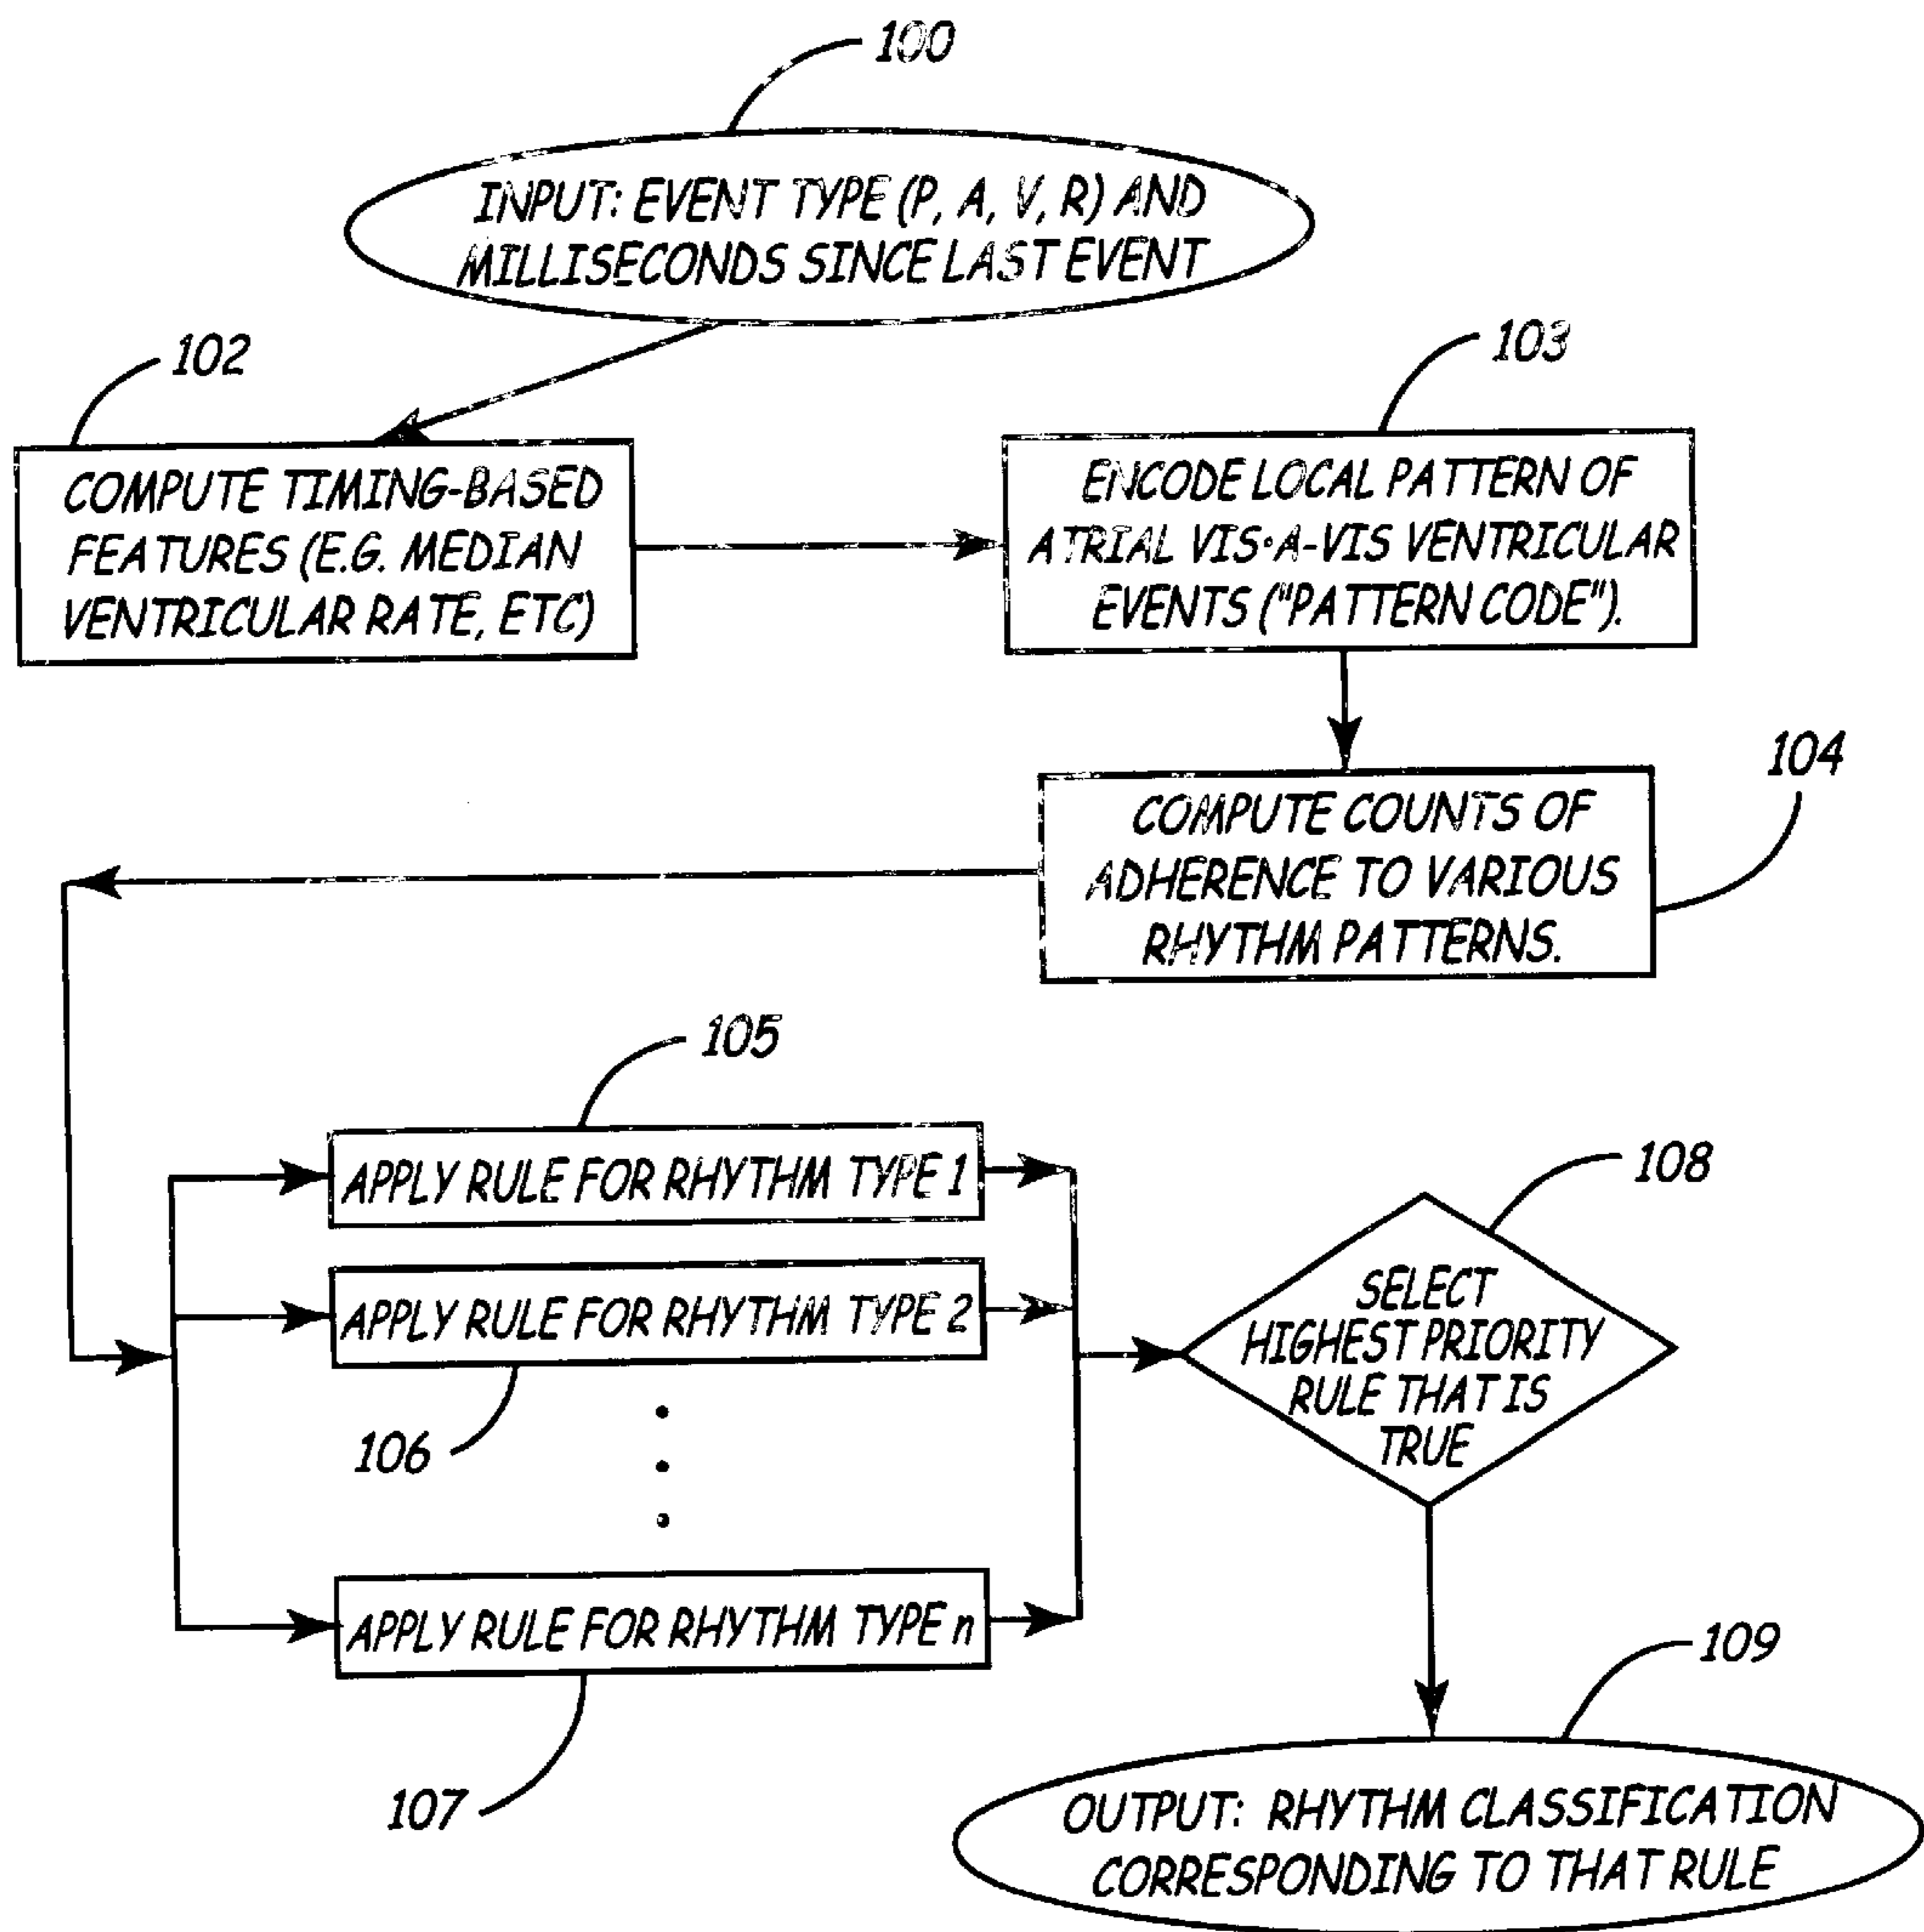 100
INPUT: EVENT TYPE (P, A, V, R) AND
MILLISECONDS SINCE LAST EVENT
102
COMPUTE TIMING-BASED
FEATURES (E.G. MEDIAN
VENTRICULAR RATE, ETC)
103
ENCODE LOCAL PATTERN OF
ATRIAL VIS•A-VIS VENTRICULAR
EVENTS ("PATTERN CODE").
104
COMPUTE COUNTS OF
ADHERENCE TO VARIOUS
RHYTHM PATTERNS.
105
APPLY RULE FOR RHYTHM TYPE 1
APPLY RULE FOR RHYTHM TYPE 2
106
APPLY RULE FOR RHYTHM TYPE n
107
108
SELECT
HIGHEST PRIORITY
RULE THAT IS
TRUE
109
OUTPUT: RHYTHM CLASSIFICATION
CORRESPONDING TO THAT RULE